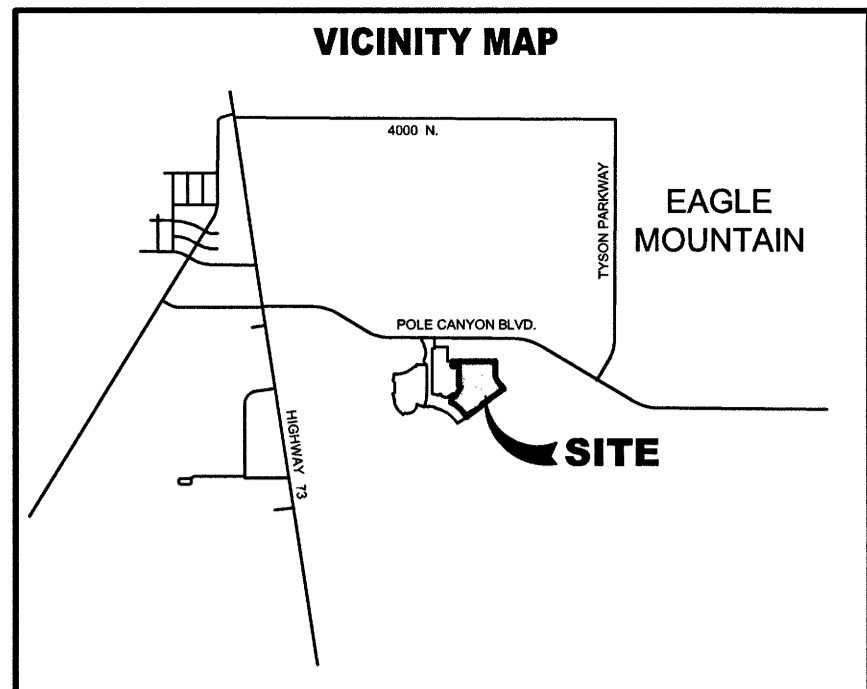 VICINITY MAP
4000 N.
TYSON PARKWAY
EAGLE
MOUNTAIN
POLE CANYON BLVD.
HIGHWAY 73
SITE